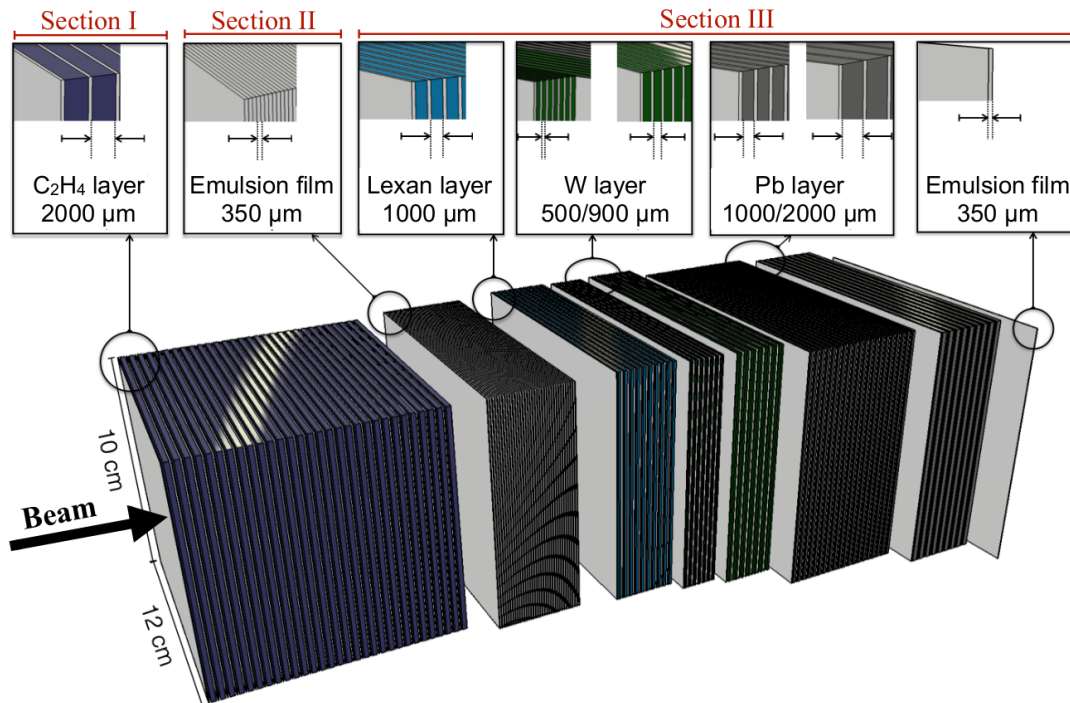 Section I
Section II
Section III
C₂H₄ layer
2000 µm
Emulsion film
350 µm
Lexan layer
1000 µm
W layer
500/900 µm
Pb layer
1000/2000 µm
Emulsion film
350 µm
10 cm
Beam
12 cm